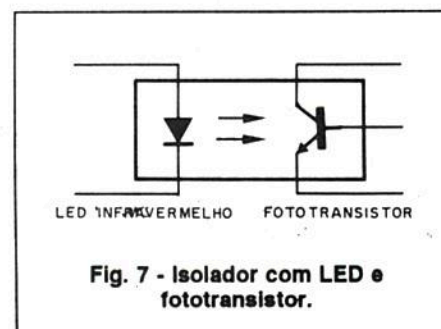 LED INFRAVERMELHO FOTOTRANSISTOR
Fig. 7 - Isolador com LED e
fototransistor.